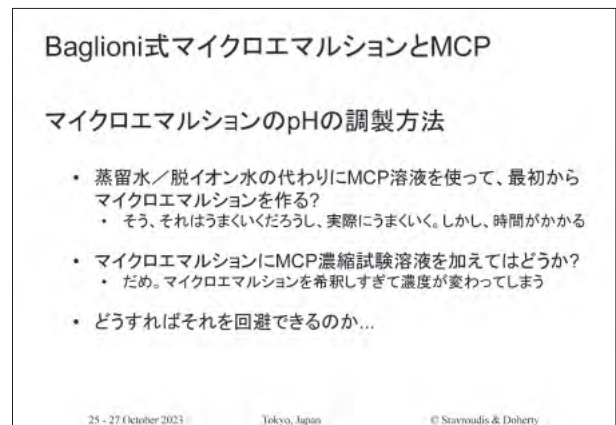 Baglioni式マイクロエマルションとMCP
マイクロエマルションのpHの調製方法
• 蒸留水／脱イオン水の代わりにMCP溶液を使って、最初から
マイクロエマルションを作る?
• そう、それはうまくいくだろうし、実際にうまくいく。しかし、時間がかかる
• マイクロエマルションにMCP濃縮試験溶液を加えてはどうか?
• だめ。マイクロエマルションを希釈しすぎて濃度が変わってしまう
• どうすればそれを回避できるのか...
25 - 27 October 2023 Tokyo, Japan © Stavroudis & Doherty